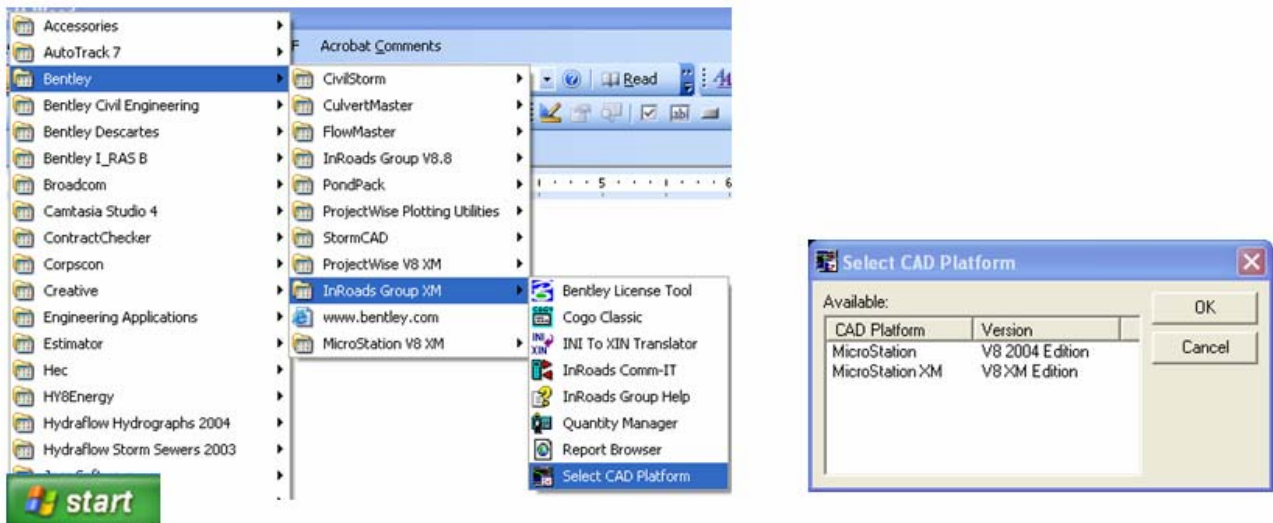 Accessories
AutoTrack 7
Bentley
Bentley Civil Engineering
Bentley Descartes
Bentley I_RAS B
Broadcom
Camtasia Studio 4
ContractChecker
Corpscon
Creative
Engineering Applications
Estimator
Hec
HY8Energy
Hydraflow Hydrographs 2004
Hydraflow Storm Sewers 2003
start
F Acrobat Comments
Read
5 6
CivilStorm
CulvertMaster
FlowMaster
InRoads Group V8.8
PondPack
ProjectWise Plotting Utilities
StormCAD
ProjectWise V8 XM
InRoads Group XM
www.bentley.com
MicroStation V8 XM
Bentley License Tool
Cogo Classic
INI To XIN Translator
InRoads Comm-IT
InRoads Group Help
Quantity Manager
Report Browser
Select CAD Platform
Select CAD Platform
Available:
CAD Platform Version
MicroStation V8 2004 Edition
MicroStation XM V8 XM Edition
OK
Cancel